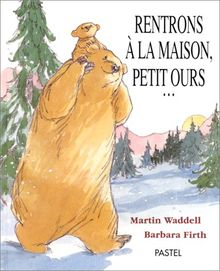 RENTRONS
À LA MAISON,
PETIT OURS
...
Martin Waddell
Barbara Firth
PASTEL